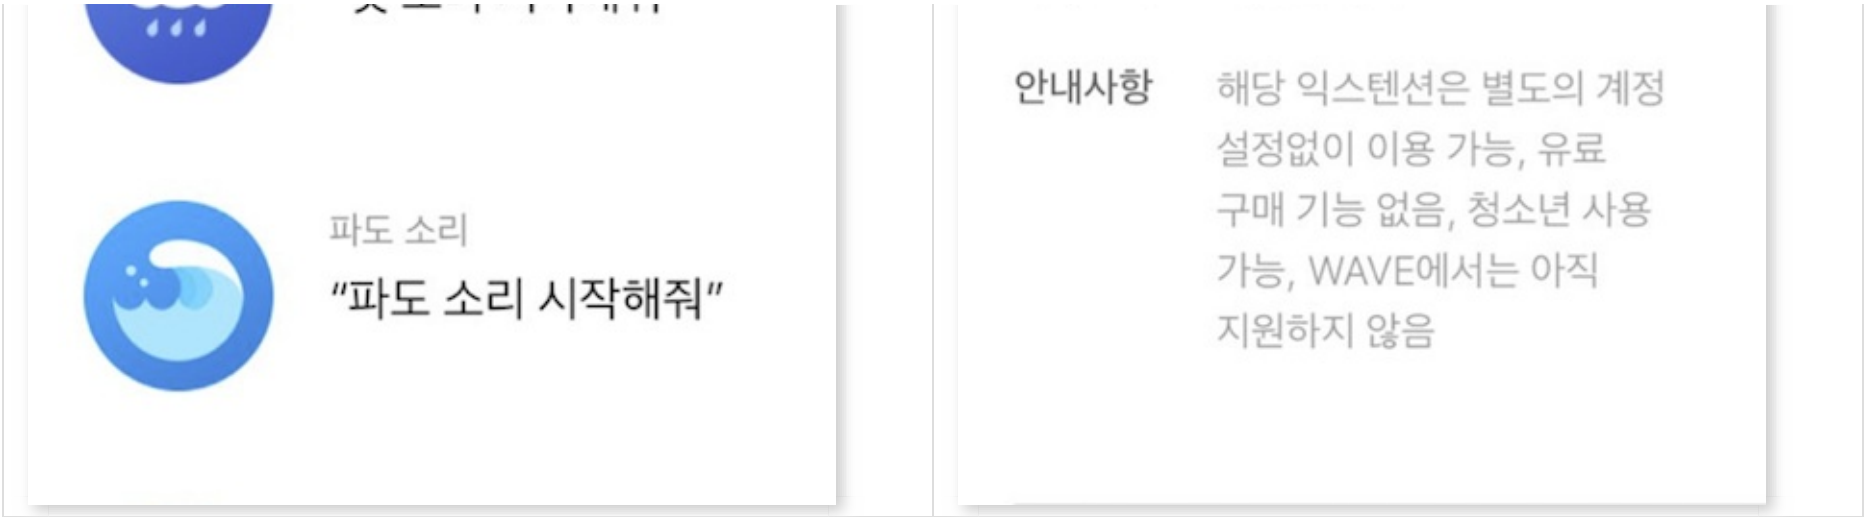 파도 소리
“파도 소리 시작해줘”
안내사항
해당 익스텐션은 별도의 계정
설정없이 이용 가능, 유료
구매 기능 없음, 청소년 사용
가능, WAVE에서는 아직
지원하지 않음